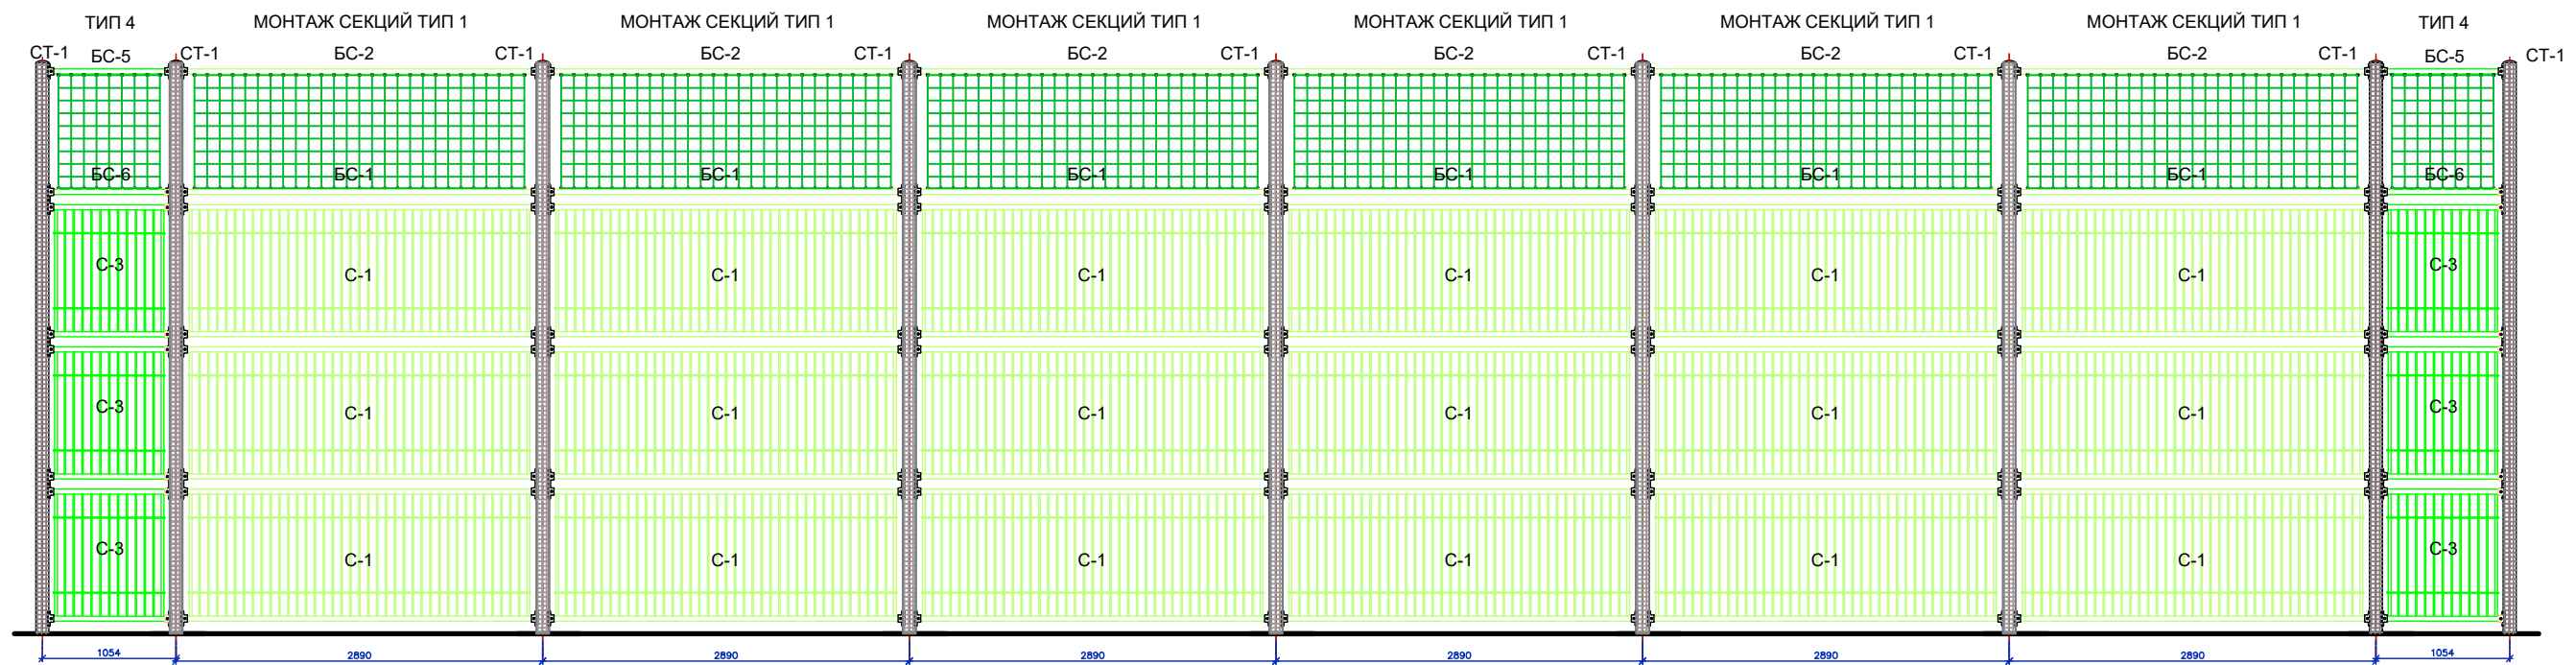 ТИП 4 МОНТАЖ СЕКЦИЙ ТИП 1 МОНТАЖ СЕКЦИЙ ТИП 1 МОНТАЖ СЕКЦИЙ ТИП 1 МОНТАЖ СЕКЦИЙ ТИП 1 МОНТАЖ СЕКЦИЙ ТИП 1 МОНТАЖ СЕКЦИЙ ТИП 1 ТИП 4
СТ-1 БС-5 СТ-1 БС-2 СТ-1 БС-2 СТ-1 БС-2 СТ-1 БС-2 СТ-1 БС-2 СТ-1 БС-2 СТ-1 БС-5 СТ-1
БС-6 БС-1 БС-1 БС-1 БС-1 БС-1 БС-1 БС-6
С-3 С-1 С-1 С-1 С-1 С-1 С-1 С-3
С-3 С-1 С-1 С-1 С-1 С-1 С-1 С-3
С-3 С-1 С-1 С-1 С-1 С-1 С-1 С-3
1054 2890 2890 2890 2890 2890 2890 1054